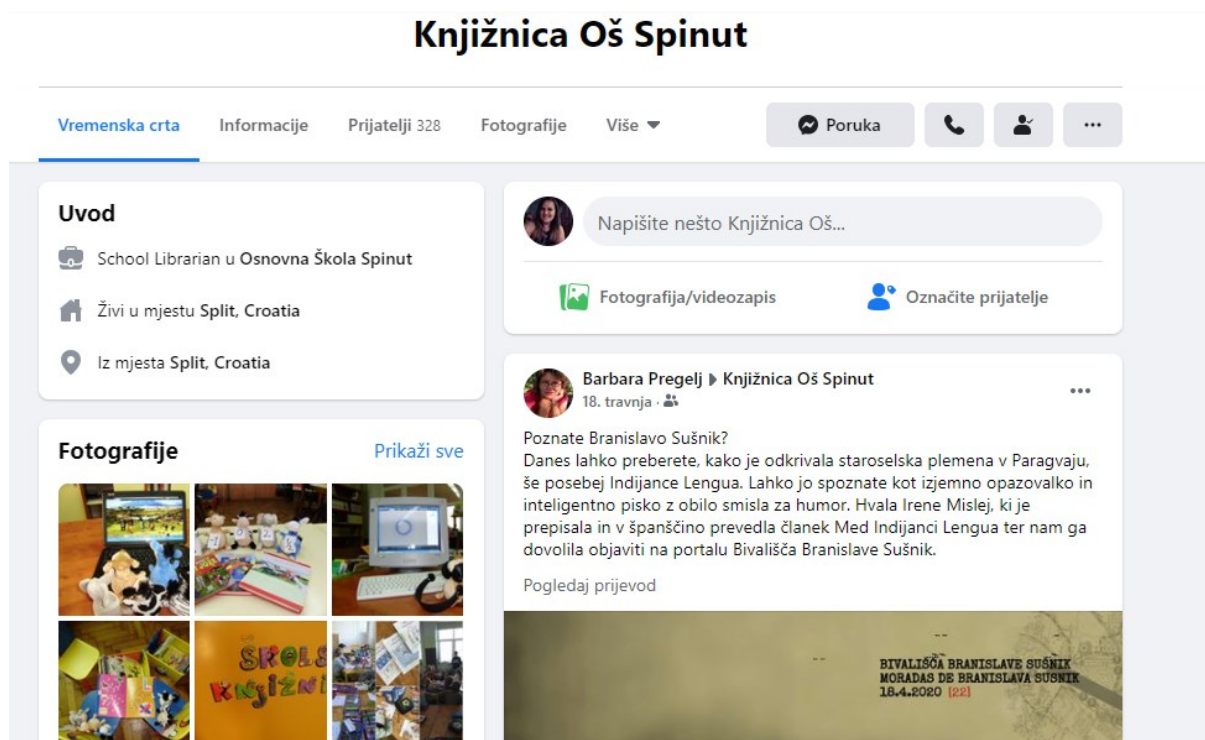 Knjižnica Oš Spinut
Vremenska crta
Informacije
Prijatelji 328
Fotografije
Više
Poruka
Uvod
School Librarian u Osnovna Škola Spinut
Živi u mjestu Split, Croatia
Iz mjesta Split, Croatia
Fotografije
Prikaži sve
ŠKOLS
KNJIŽNI
Napišite nešto Knjižnica Oš...
Fotografija/videozapis
Označite prijatelje
Barbara Pregelj Knjižnica Oš Spinut
18. travnja
Poznate Branislavo Sušnik?
Danes lahko preberete, kako je odkrivala staroselska plemena v Paragvaju,
še posebej Indijance Lengua. Lahko jo spoznate kot izjemno opazovalko in
inteligentno pisko z obilo smisla za humor. Hvala Irene Mislej, ki je
prepisala in v španščino prevedla članek Med Indijanci Lengua ter nam ga
dovolila objaviti na portalu Bivališča Branislave Sušnik.
Pogledaj prijevod
BIVALIŠČA BRANISLAVE SUŠNIK
MORADAS DE BRANISLAVA SUSNIK
18.4.2020 [22]